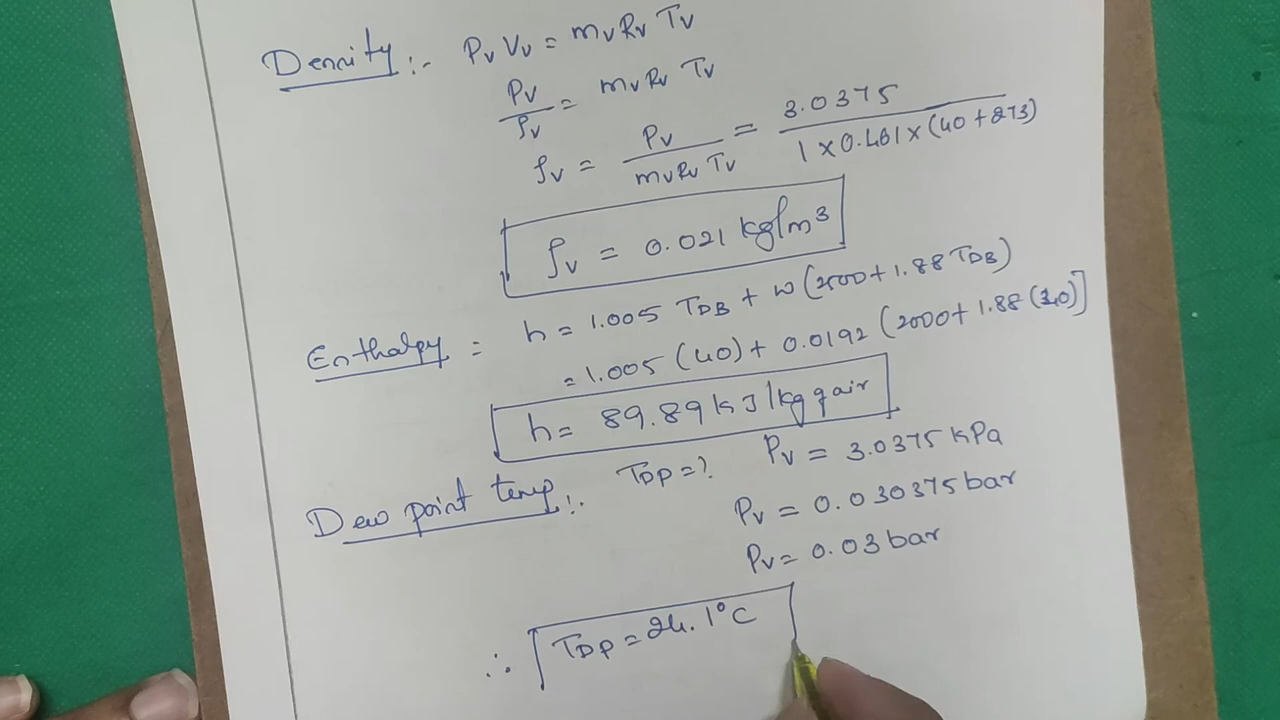 Density:- Pv Vv = mv Rv Tv
Pv/ρv = mv Rv Tv
ρv = Pv/(mv Rv Tv) = 3.0375/(1 x 0.461 x (40 + 273))
ρv = 0.021 kg/m³
Enthalpy = h = 1.005 TDB + w (2500 + 1.88 TDB)
= 1.005 (40) + 0.0192 (2000 + 1.88 (40)]
h = 89.89 kJ/kg of air
Dew point temp:- TDP = ? Pv = 3.0375 kPa
Pv = 0.030375 bar
Pv = 0.03 bar
∴ TDP = 24.1°C